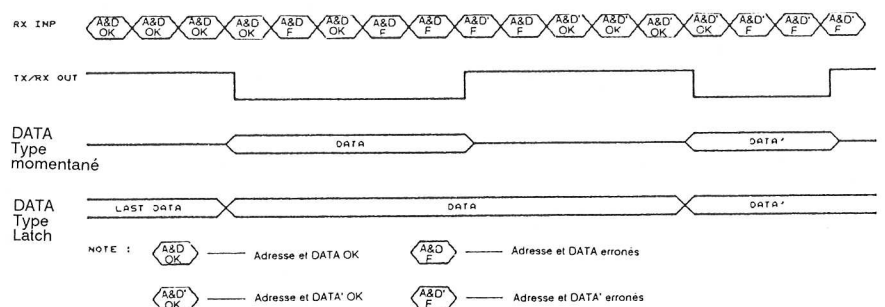 RX INP A&D OK A&D OK A&D OK A&D OK A&D F A&D OK A&D F A&D F A&D' F A&D F A&D' OK A&D' OK A&D' OK A&D' OK A&D' F A&D' F A&D' F
TX/RX OUT
DATA
Type
momentané
DATA
DATA'
DATA
Type
Latch
LAST DATA
DATA
DATA'
NOTE :
A&D OK
Adresse et DATA OK
A&D F
Adresse et DATA erronés
A&D' OK
Adresse et DATA' OK
A&D' F
Adresse et DATA' erronés